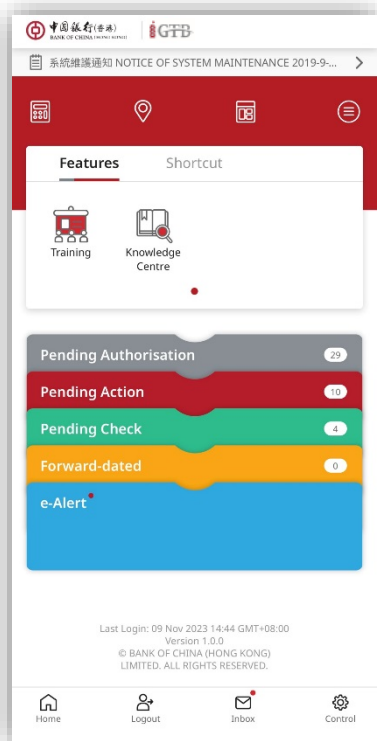 中国銀行(香港) iGTB
BANK OF CHINA (HONG KONG)
系統維護通知 NOTICE OF SYSTEM MAINTENANCE 2019-9-...
Features Shortcut
Training Knowledge
Centre
Pending Authorisation 29
Pending Action 10
Pending Check 4
Forward-dated 0
e-Alert
Last Login: 09 Nov 2023 14:44 GMT+08:00
Version 1.0.0
© BANK OF CHINA (HONG KONG)
LIMITED. ALL RIGHTS RESERVED.
Home Logout Inbox Control